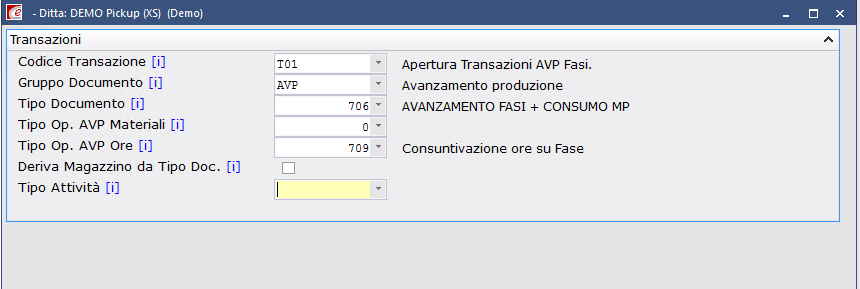 - Ditta: DEMO Pickup (XS) (Demo)
Transazioni
Codice Transazione [i] T01 Apertura Transazioni AVP Fasi.
Gruppo Documento [i] AVP Avanzamento produzione
Tipo Documento [i] 706 AVANZAMENTO FASI + CONSUMO MP
Tipo Op. AVP Materiali [i] 0
Tipo Op. AVP Ore [i] 709 Consuntivazione ore su Fase
Deriva Magazzino da Tipo Doc. [i]
Tipo Attività [i]